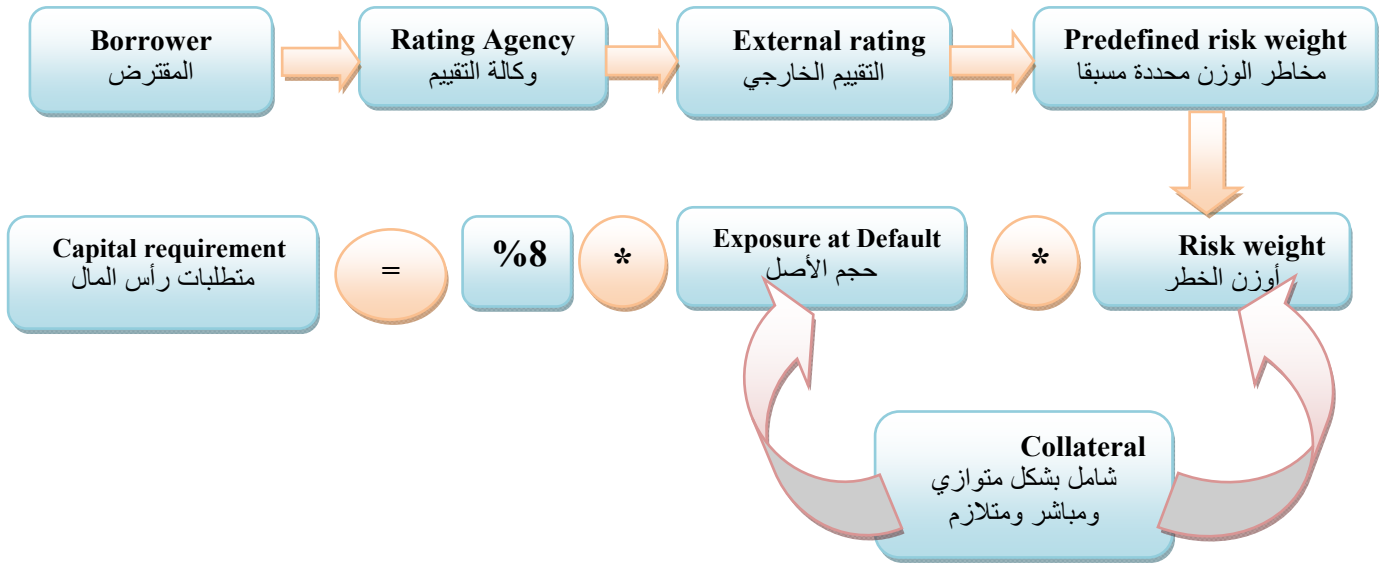 Borrower
المقترض
Rating Agency
وكالة التقييم
External rating
التقييم الخارجي
Predefined risk weight
مخاطر الوزن محددة مسبقا
Capital requirement
متطلبات رأس المال
=
%8
*
Exposure at Default
حجم الأصل
*
Risk weight
أوزن الخطر
Collateral
شامل بشكل متوازي
ومباشر ومتلازم